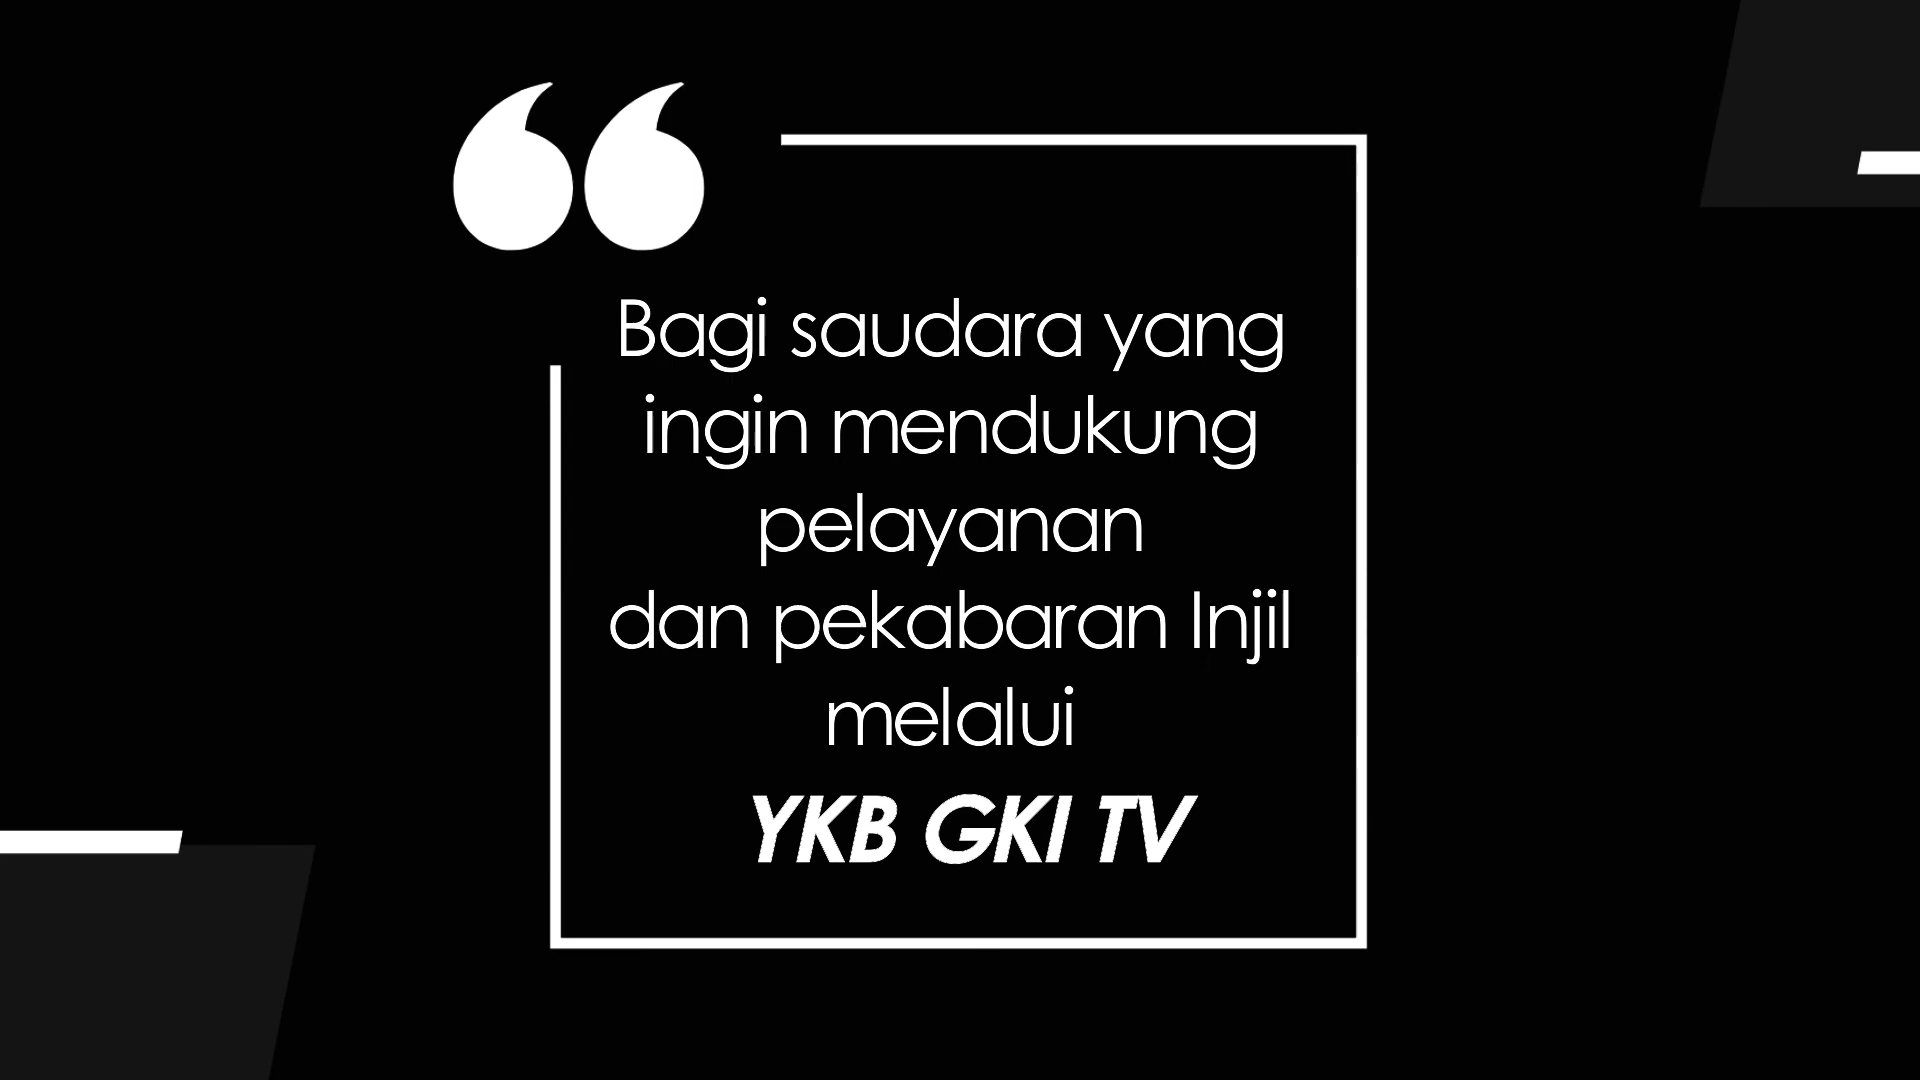 Bagi saudara yang
ingin mendukung
pelayanan
dan pekabaran Injil
melalui
YKB GKI TV